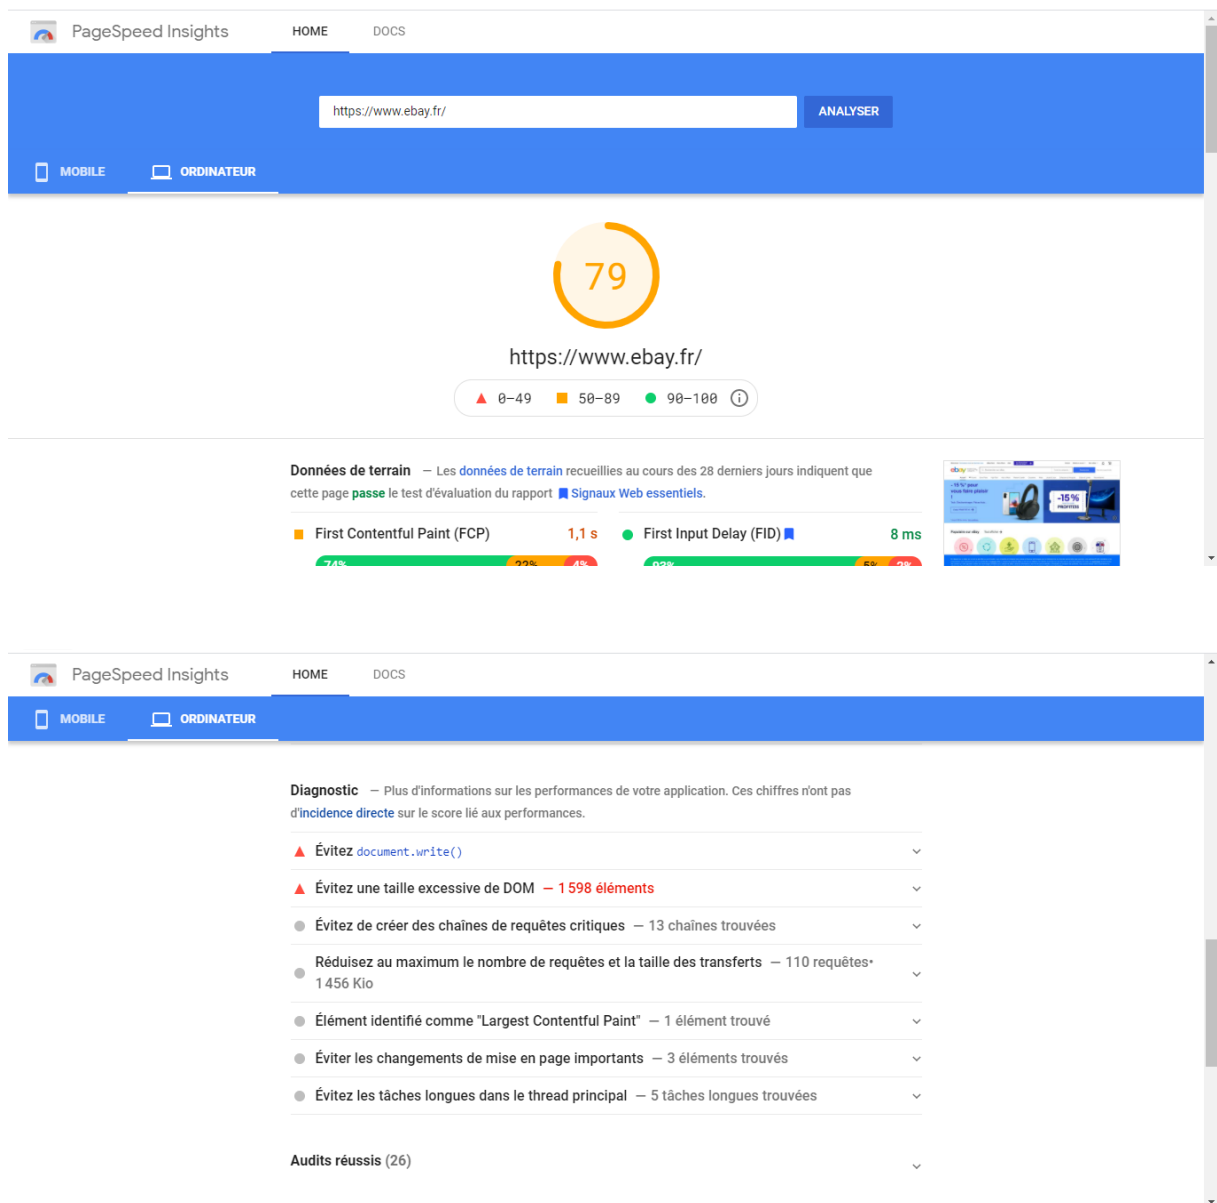 PageSpeed Insights HOME DOCS
https://www.ebay.fr/ ANALYSER
MOBILE ORDINATEUR
79
https://www.ebay.fr/
0–49 50–89 90–100
Données de terrain — Les données de terrain recueillies au cours des 28 derniers jours indiquent que
cette page passe le test d'évaluation du rapport Signaux Web essentiels.
First Contentful Paint (FCP) 1,1 s First Input Delay (FID) 8 ms
74% 22% 4% 93% 5% 2%
-15%
PageSpeed Insights HOME DOCS
MOBILE ORDINATEUR
Diagnostic — Plus d'informations sur les performances de votre application. Ces chiffres n'ont pas
d'incidence directe sur le score lié aux performances.
Évitez document.write()
Évitez une taille excessive de DOM — 1 598 éléments
Évitez de créer des chaînes de requêtes critiques — 13 chaînes trouvées
Réduisez au maximum le nombre de requêtes et la taille des transferts — 110 requêtes•
1 456 Kio
Élément identifié comme "Largest Contentful Paint" — 1 élément trouvé
Éviter les changements de mise en page importants — 3 éléments trouvés
Évitez les tâches longues dans le thread principal — 5 tâches longues trouvées
Audits réussis (26)